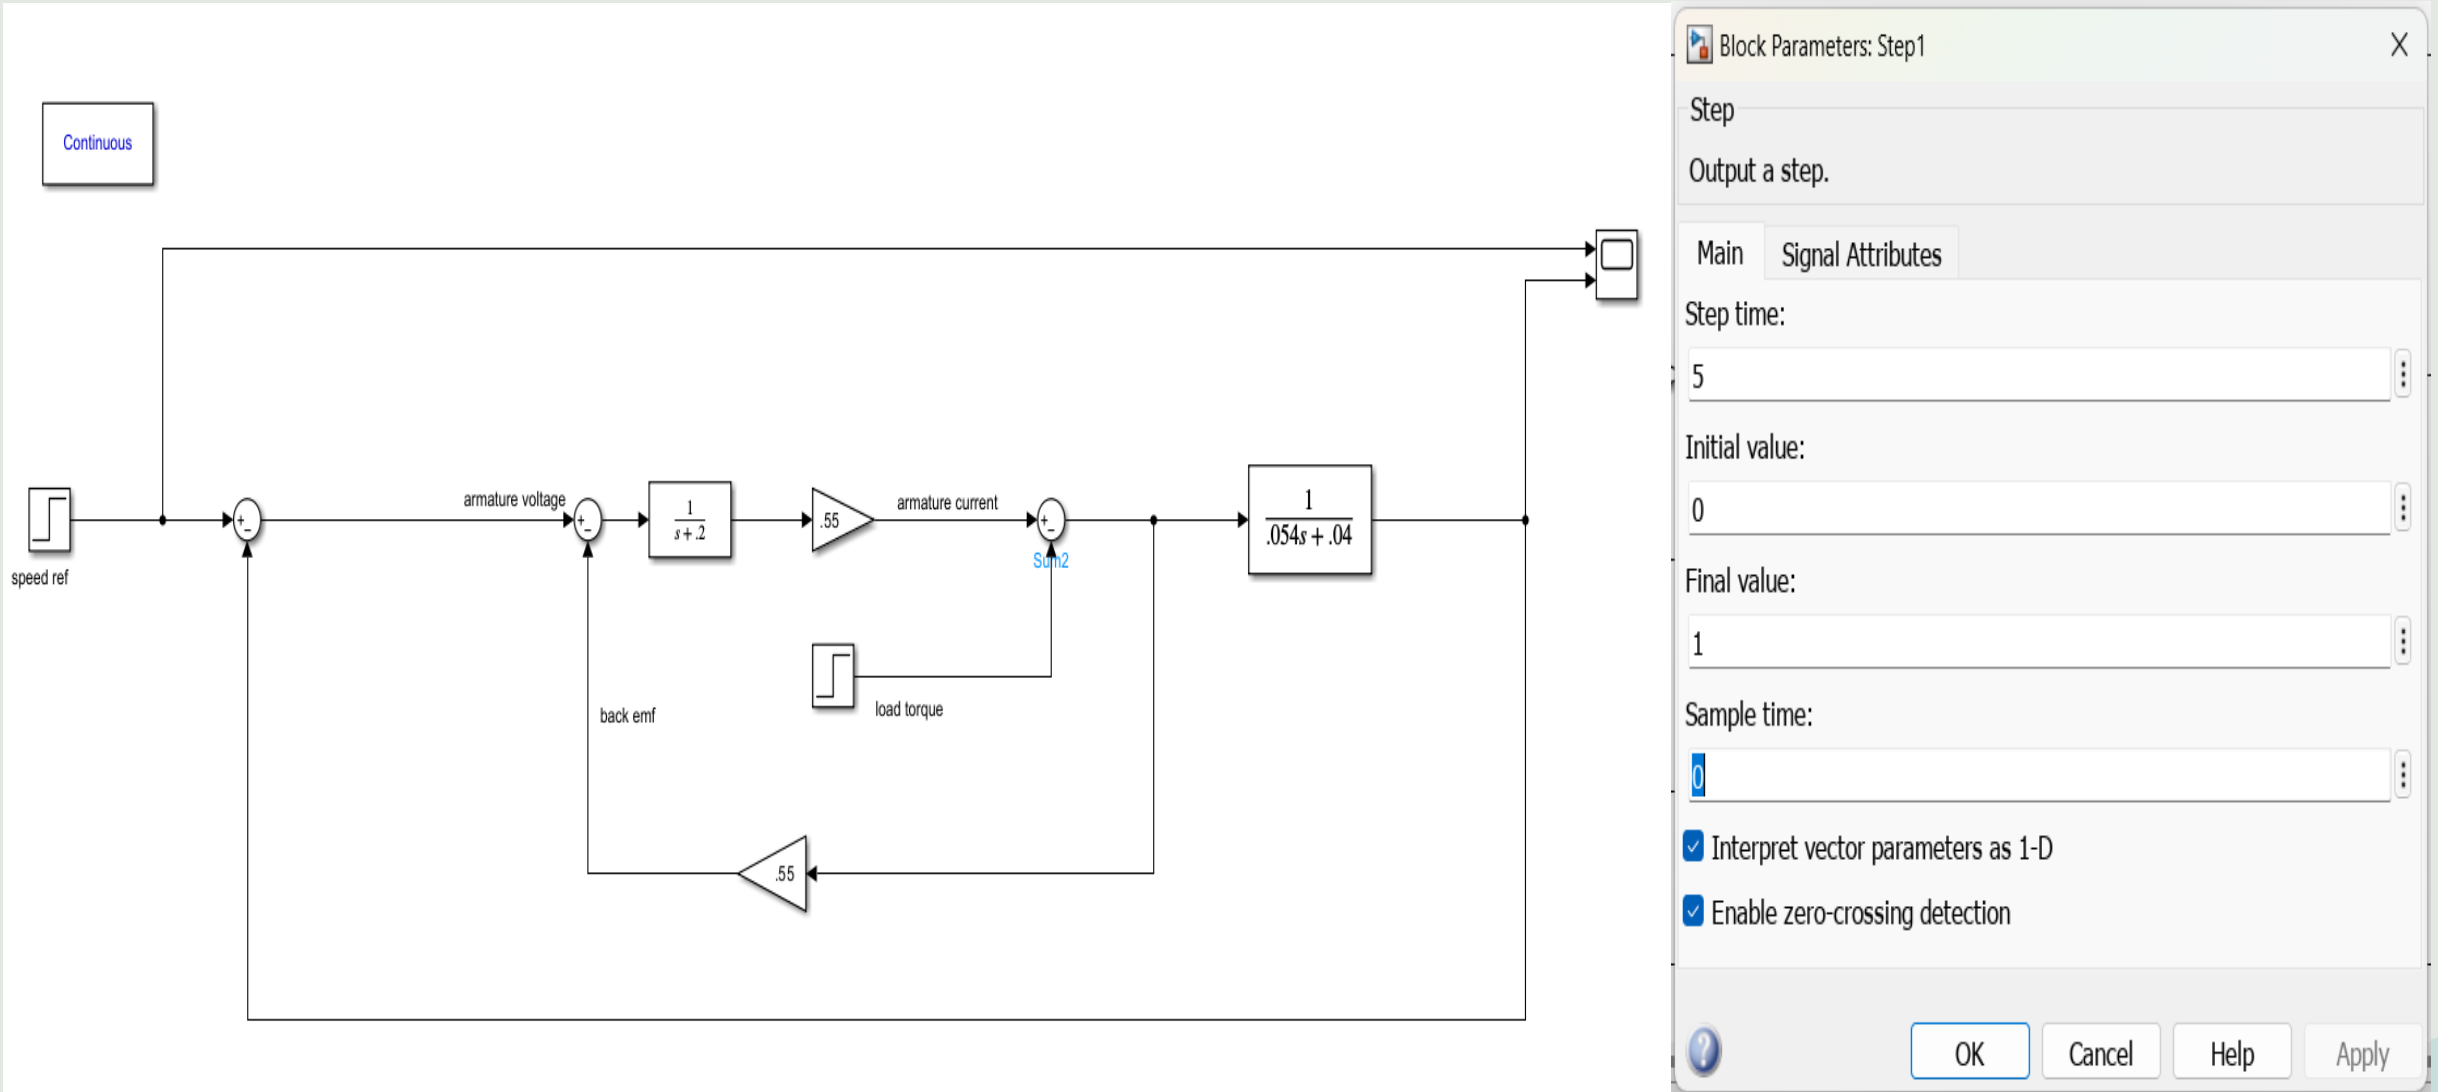 Continuous
speed ref
+
-
armature voltage
+
-
1
s+.2
.55
armature current
+
-
Sum2
1
.054s+.04
load torque
back emf
.55
Block Parameters: Step1
Step
Output a step.
Main Signal Attributes
Step time:
5
Initial value:
0
Final value:
1
Sample time:
0
Interpret vector parameters as 1-D
Enable zero-crossing detection
? OK Cancel Help Apply